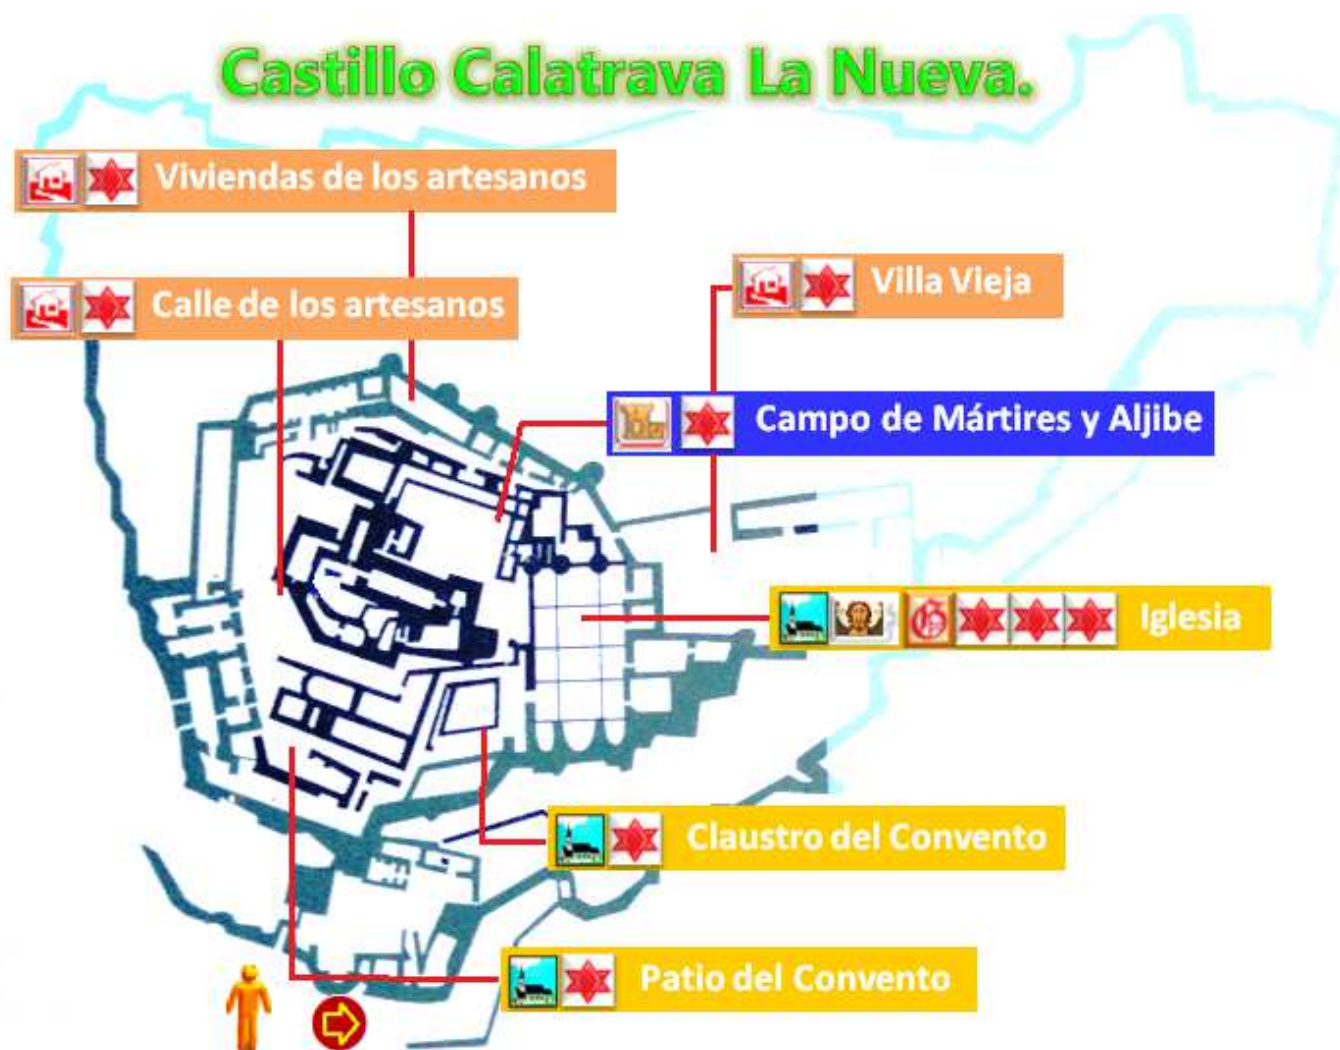 Castillo Calatrava La Nueva.
Viviendas de los artesanos
Calle de los artesanos
Villa Vieja
Campo de Mártires y Aljibe
G
Iglesia
Claustro del Convento
Patio del Convento